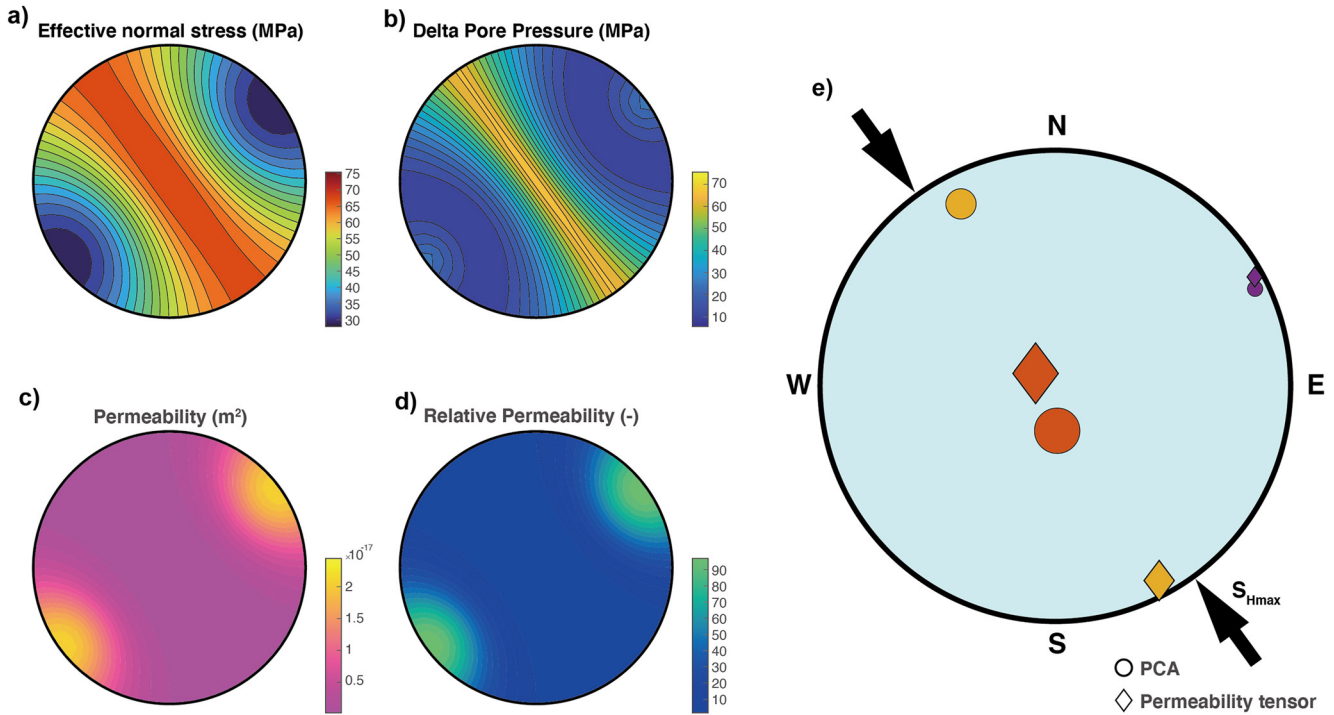 a)
Effective normal stress (MPa)
75
70
65
60
55
50
45
40
35
30
b)
Delta Pore Pressure (MPa)
70
60
50
40
30
20
10
c)
Permeability (m²)
×10⁻¹⁷
2
1.5
1
0.5
d)
Relative Permeability (-)
90
80
70
60
50
40
30
20
10
e)
N
W
E
S
SHmax
PCA
Permeability tensor